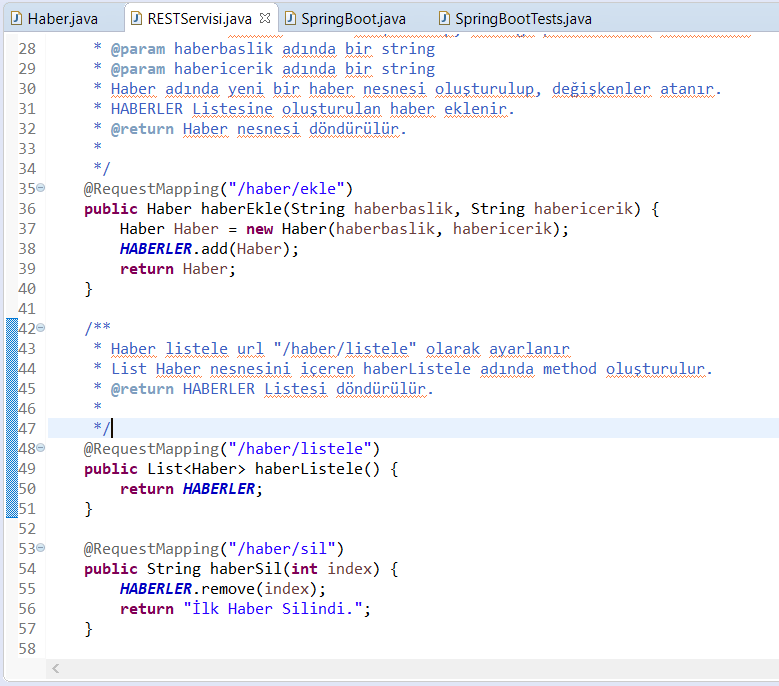 Haber.java RESTServisi.java SpringBoot.java SpringBootTests.java
28 * @param haberbaslik adında bir string
29 * @param habericerik adında bir string
30 * Haber adında yeni bir haber nesnesi oluşturulup, değişkenler atanır.
31 * HABERLER Listesine oluşturulan haber eklenir.
32 * @return Haber nesnesi döndürülür.
33 *
34 */
35 @RequestMapping("/haber/ekle")
36 public Haber haberEkle(String haberbaslik, String habericerik) {
37 Haber Haber = new Haber(haberbaslik, habericerik);
38 HABERLER.add(Haber);
39 return Haber;
40 }
41
42 /**
43 * Haber listele url "/haber/listele" olarak ayarlanır
44 * List Haber nesnesini içeren haberListele adında method oluşturulur.
45 * @return HABERLER Listesi döndürülür.
46 *
47 */
48 @RequestMapping("/haber/listele")
49 public List<Haber> haberListele() {
50 return HABERLER;
51 }
52
53 @RequestMapping("/haber/sil")
54 public String haberSil(int index) {
55 HABERLER.remove(index);
56 return "İlk Haber Silindi.";
57 }
58